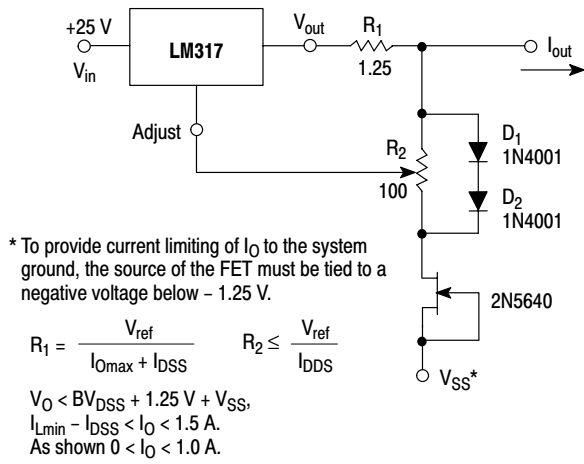 +25 V
V_in
LM317
V_out
R_1
1.25
I_out
Adjust
R_2
100
D_1
1N4001
D_2
1N4001
2N5640
V_SS*
* To provide current limiting of I_O to the system
ground, the source of the FET must be tied to a
negative voltage below – 1.25 V.
R_1 = V_ref / (I_Omax + I_DSS)
R_2 ≤ V_ref / I_DDS
V_O < BV_DSS + 1.25 V + V_SS,
I_Lmin – I_DSS < I_O < 1.5 A.
As shown 0 < I_O < 1.0 A.